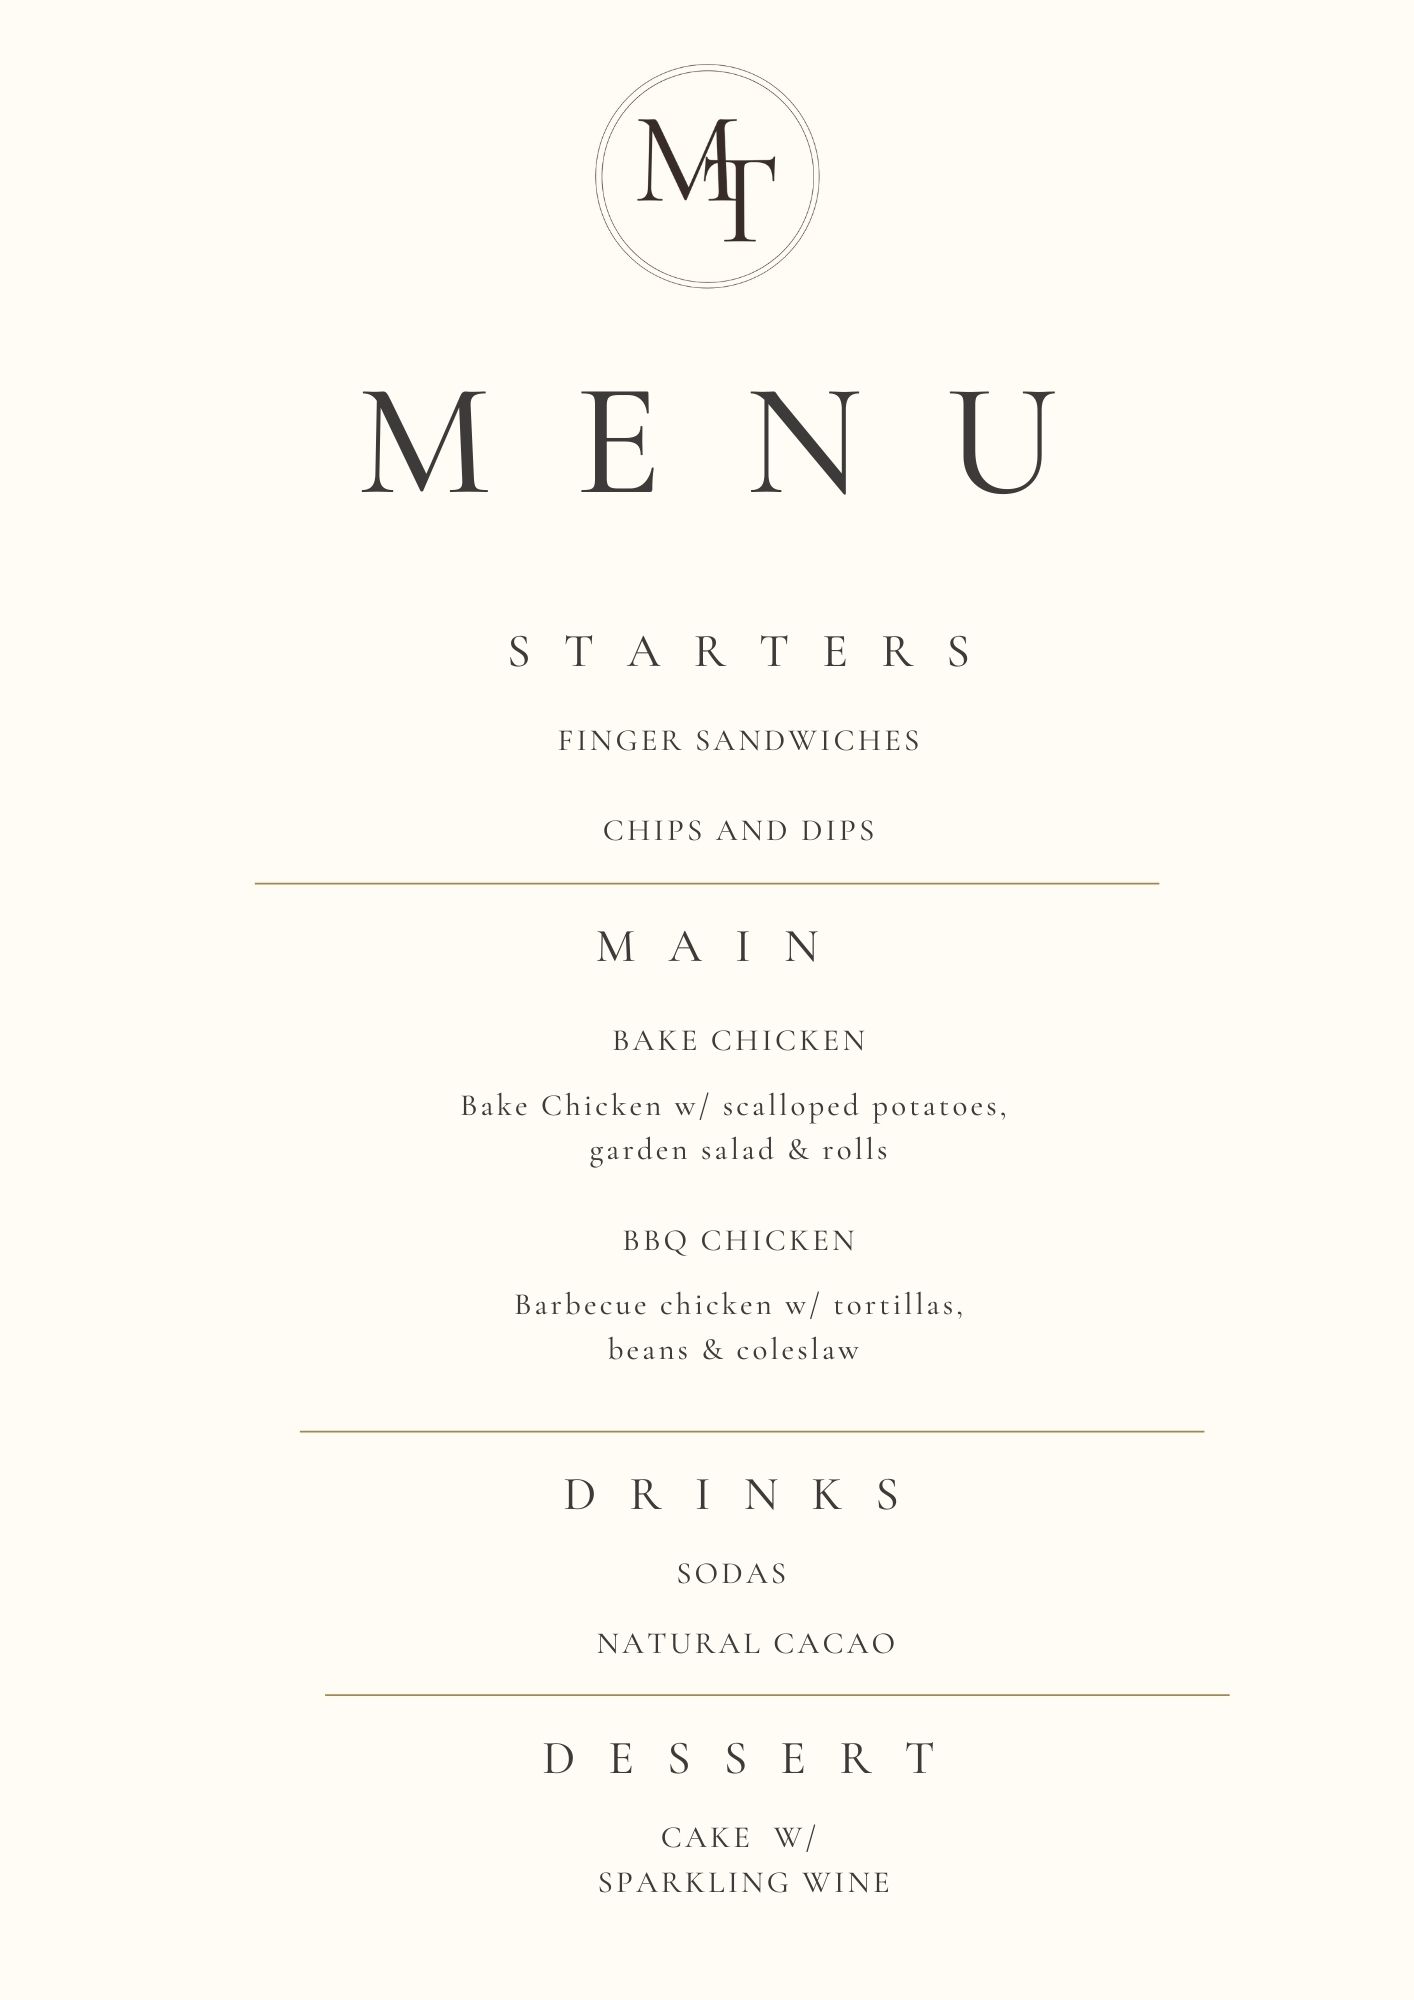 MT
MENU
STARTERS
FINGER SANDWICHES
CHIPS AND DIPS
MAIN
BAKE CHICKEN
Bake Chicken w/ scalloped potatoes,
garden salad & rolls
BBQ CHICKEN
Barbecue chicken w/ tortillas,
beans & coleslaw
DRINKS
SODAS
NATURAL CACAO
DESSERT
CAKE W/
SPARKLING WINE